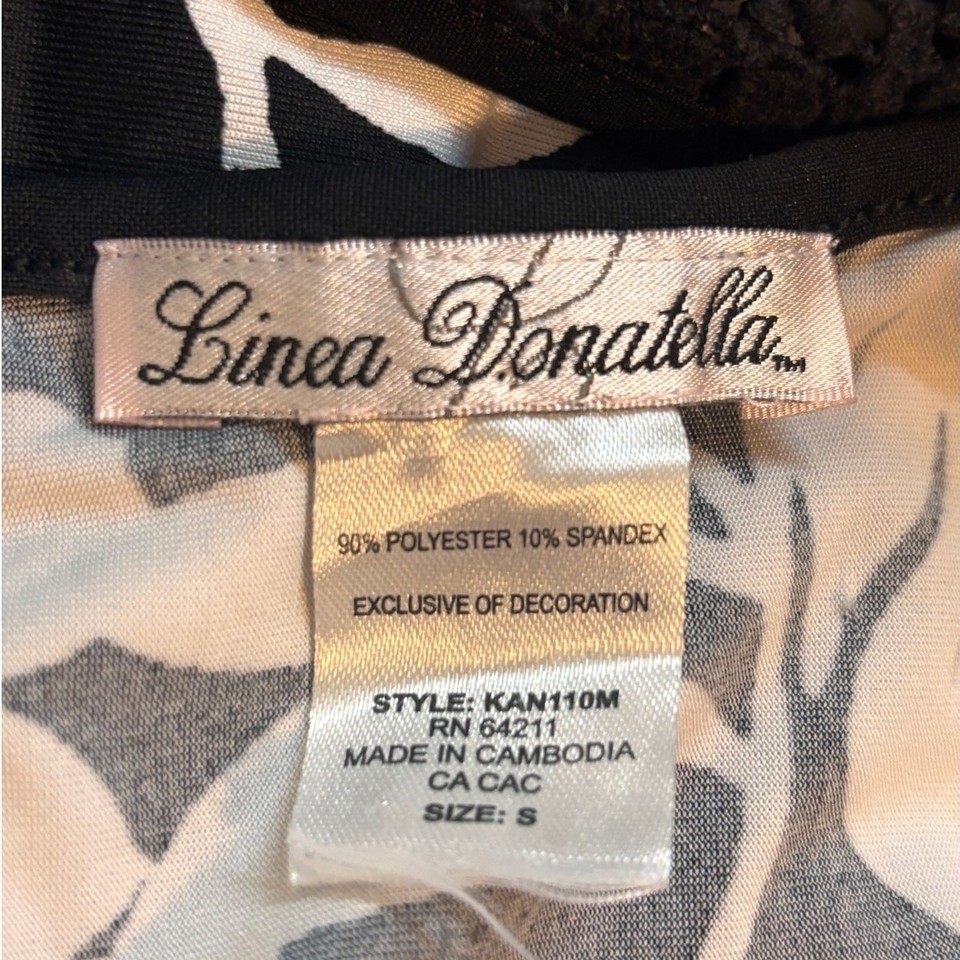 Linea Donatella™
90% POLYESTER 10% SPANDEX
EXCLUSIVE OF DECORATION
STYLE: KAN110M
RN 64211
MADE IN CAMBODIA
CA CAC
SIZE: S